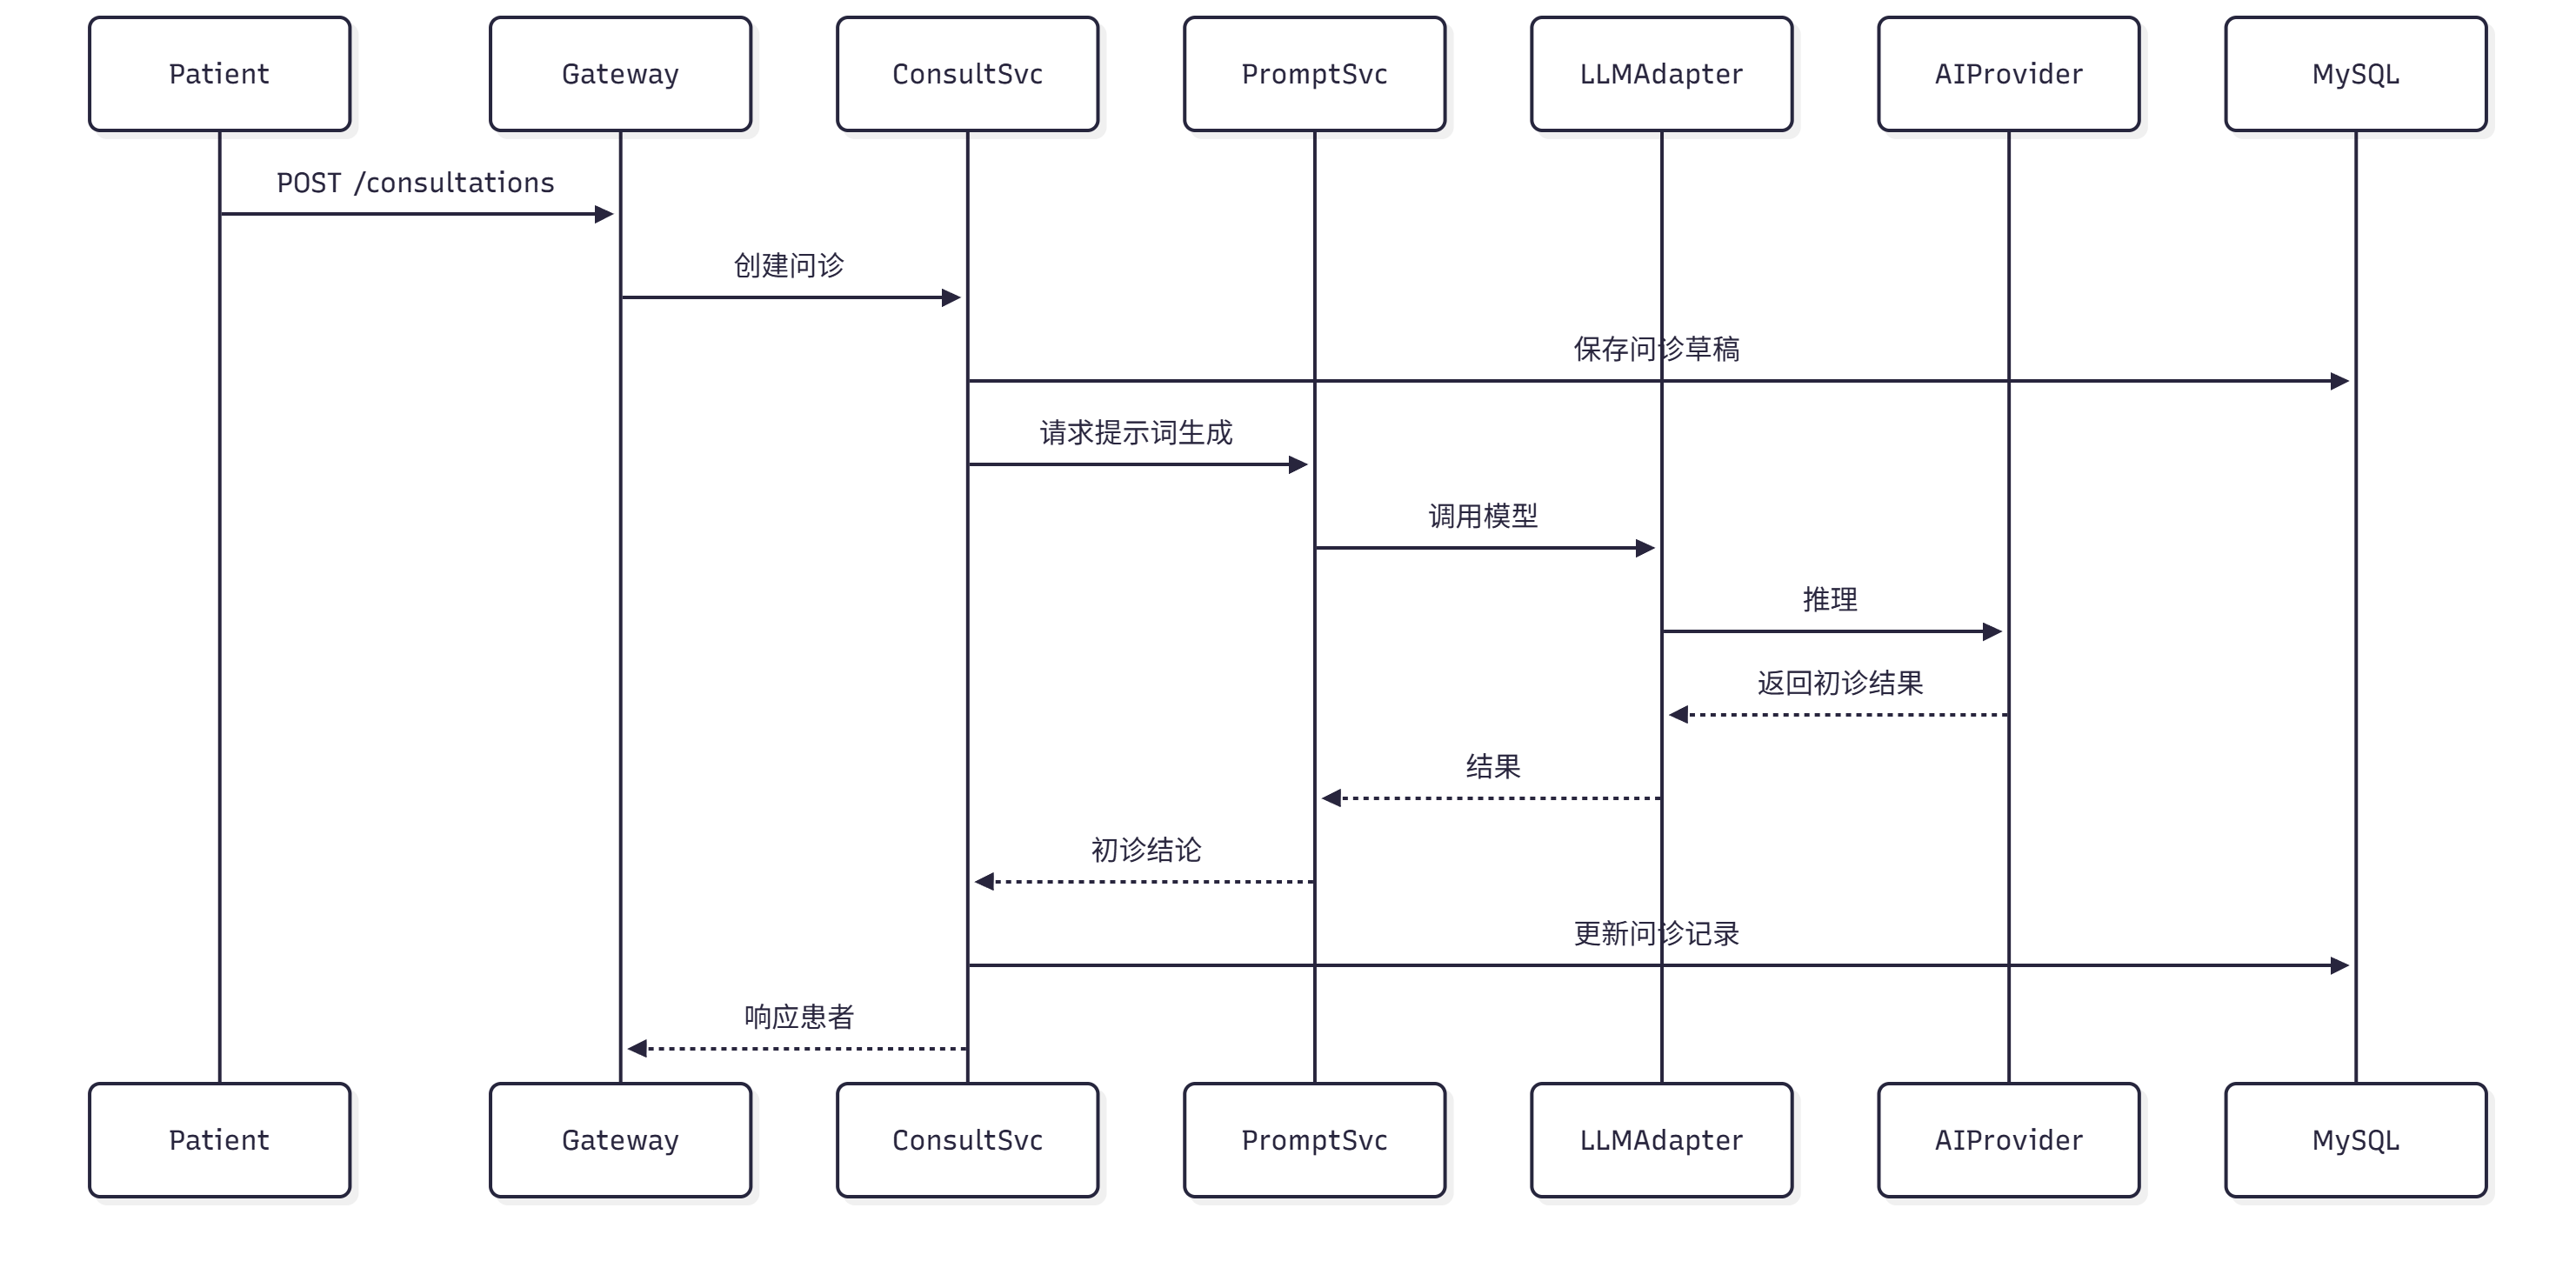 Patient
Gateway
ConsultSvc
PromptSvc
LLMAdapter
AIProvider
MySQL
POST /consultations
创建问诊
保存问诊草稿
请求提示词生成
调用模型
推理
返回初诊结果
结果
初诊结论
更新问诊记录
响应患者
Patient
Gateway
ConsultSvc
PromptSvc
LLMAdapter
AIProvider
MySQL